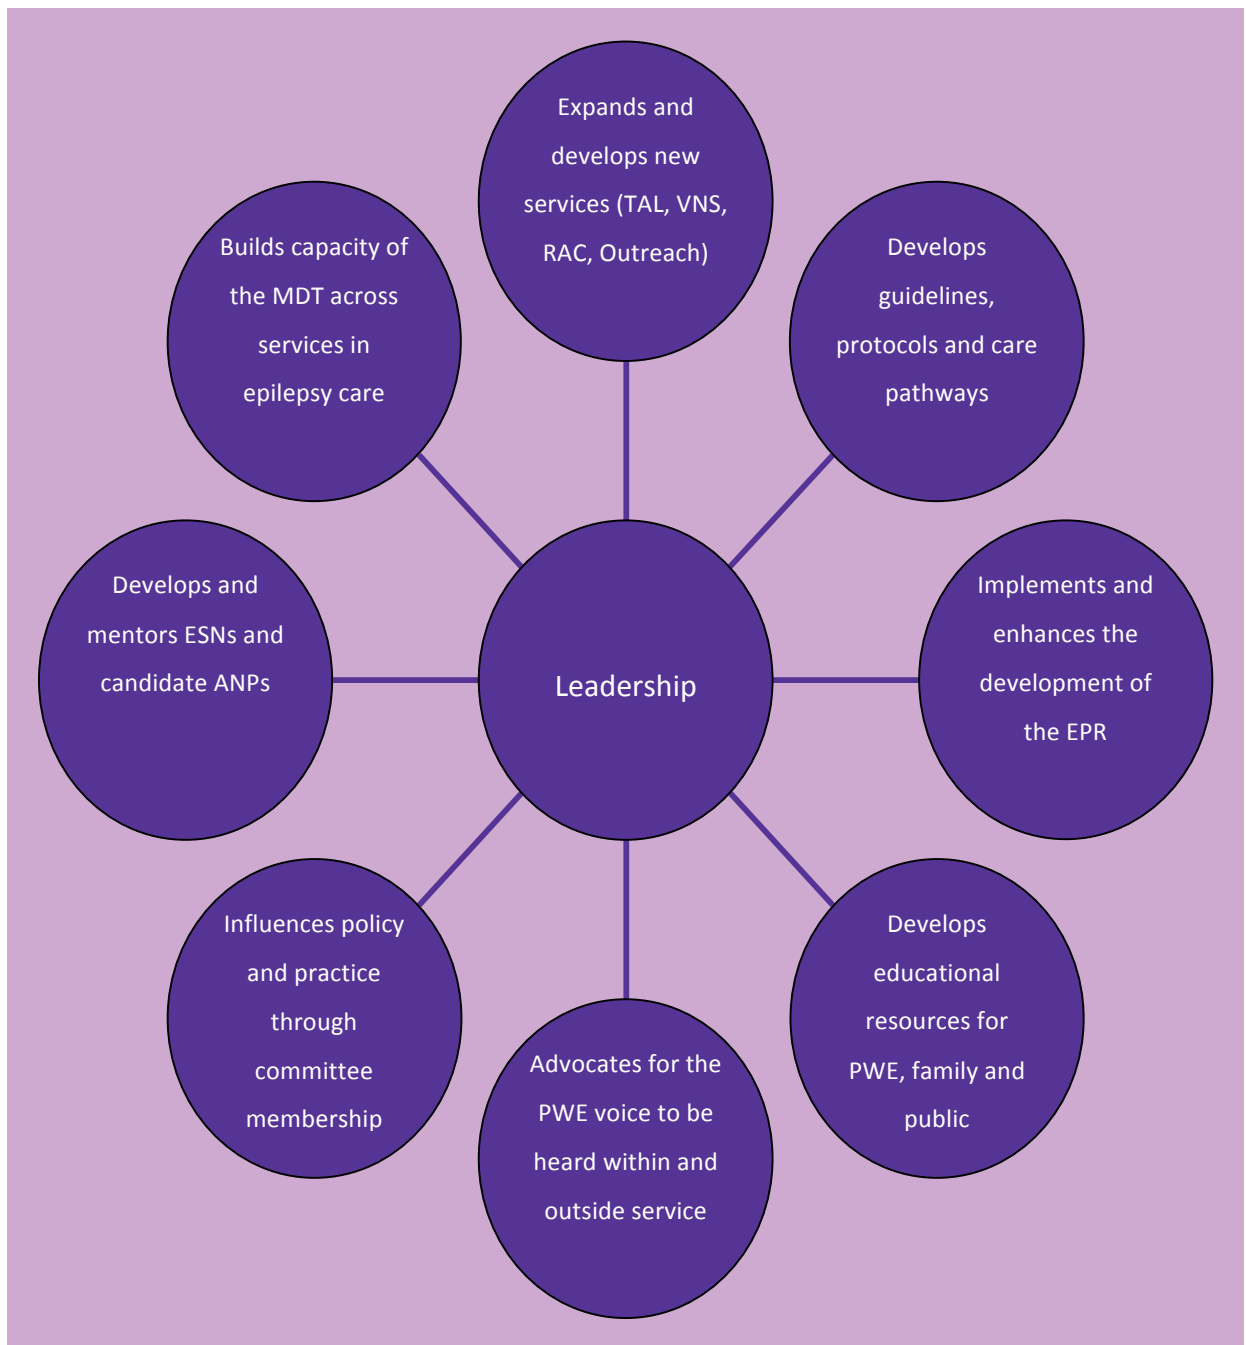 Expands and
develops new
services (TAL, VNS,
RAC, Outreach)
Develops
guidelines,
protocols and care
pathways
Implements and
enhances the
development of
the EPR
Develops
educational
resources for
PWE, family and
public
Advocates for the
PWE voice to be
heard within and
outside service
Influences policy
and practice
through
committee
membership
Develops and
mentors ESNs and
candidate ANPs
Builds capacity of
the MDT across
services in
epilepsy care
Leadership